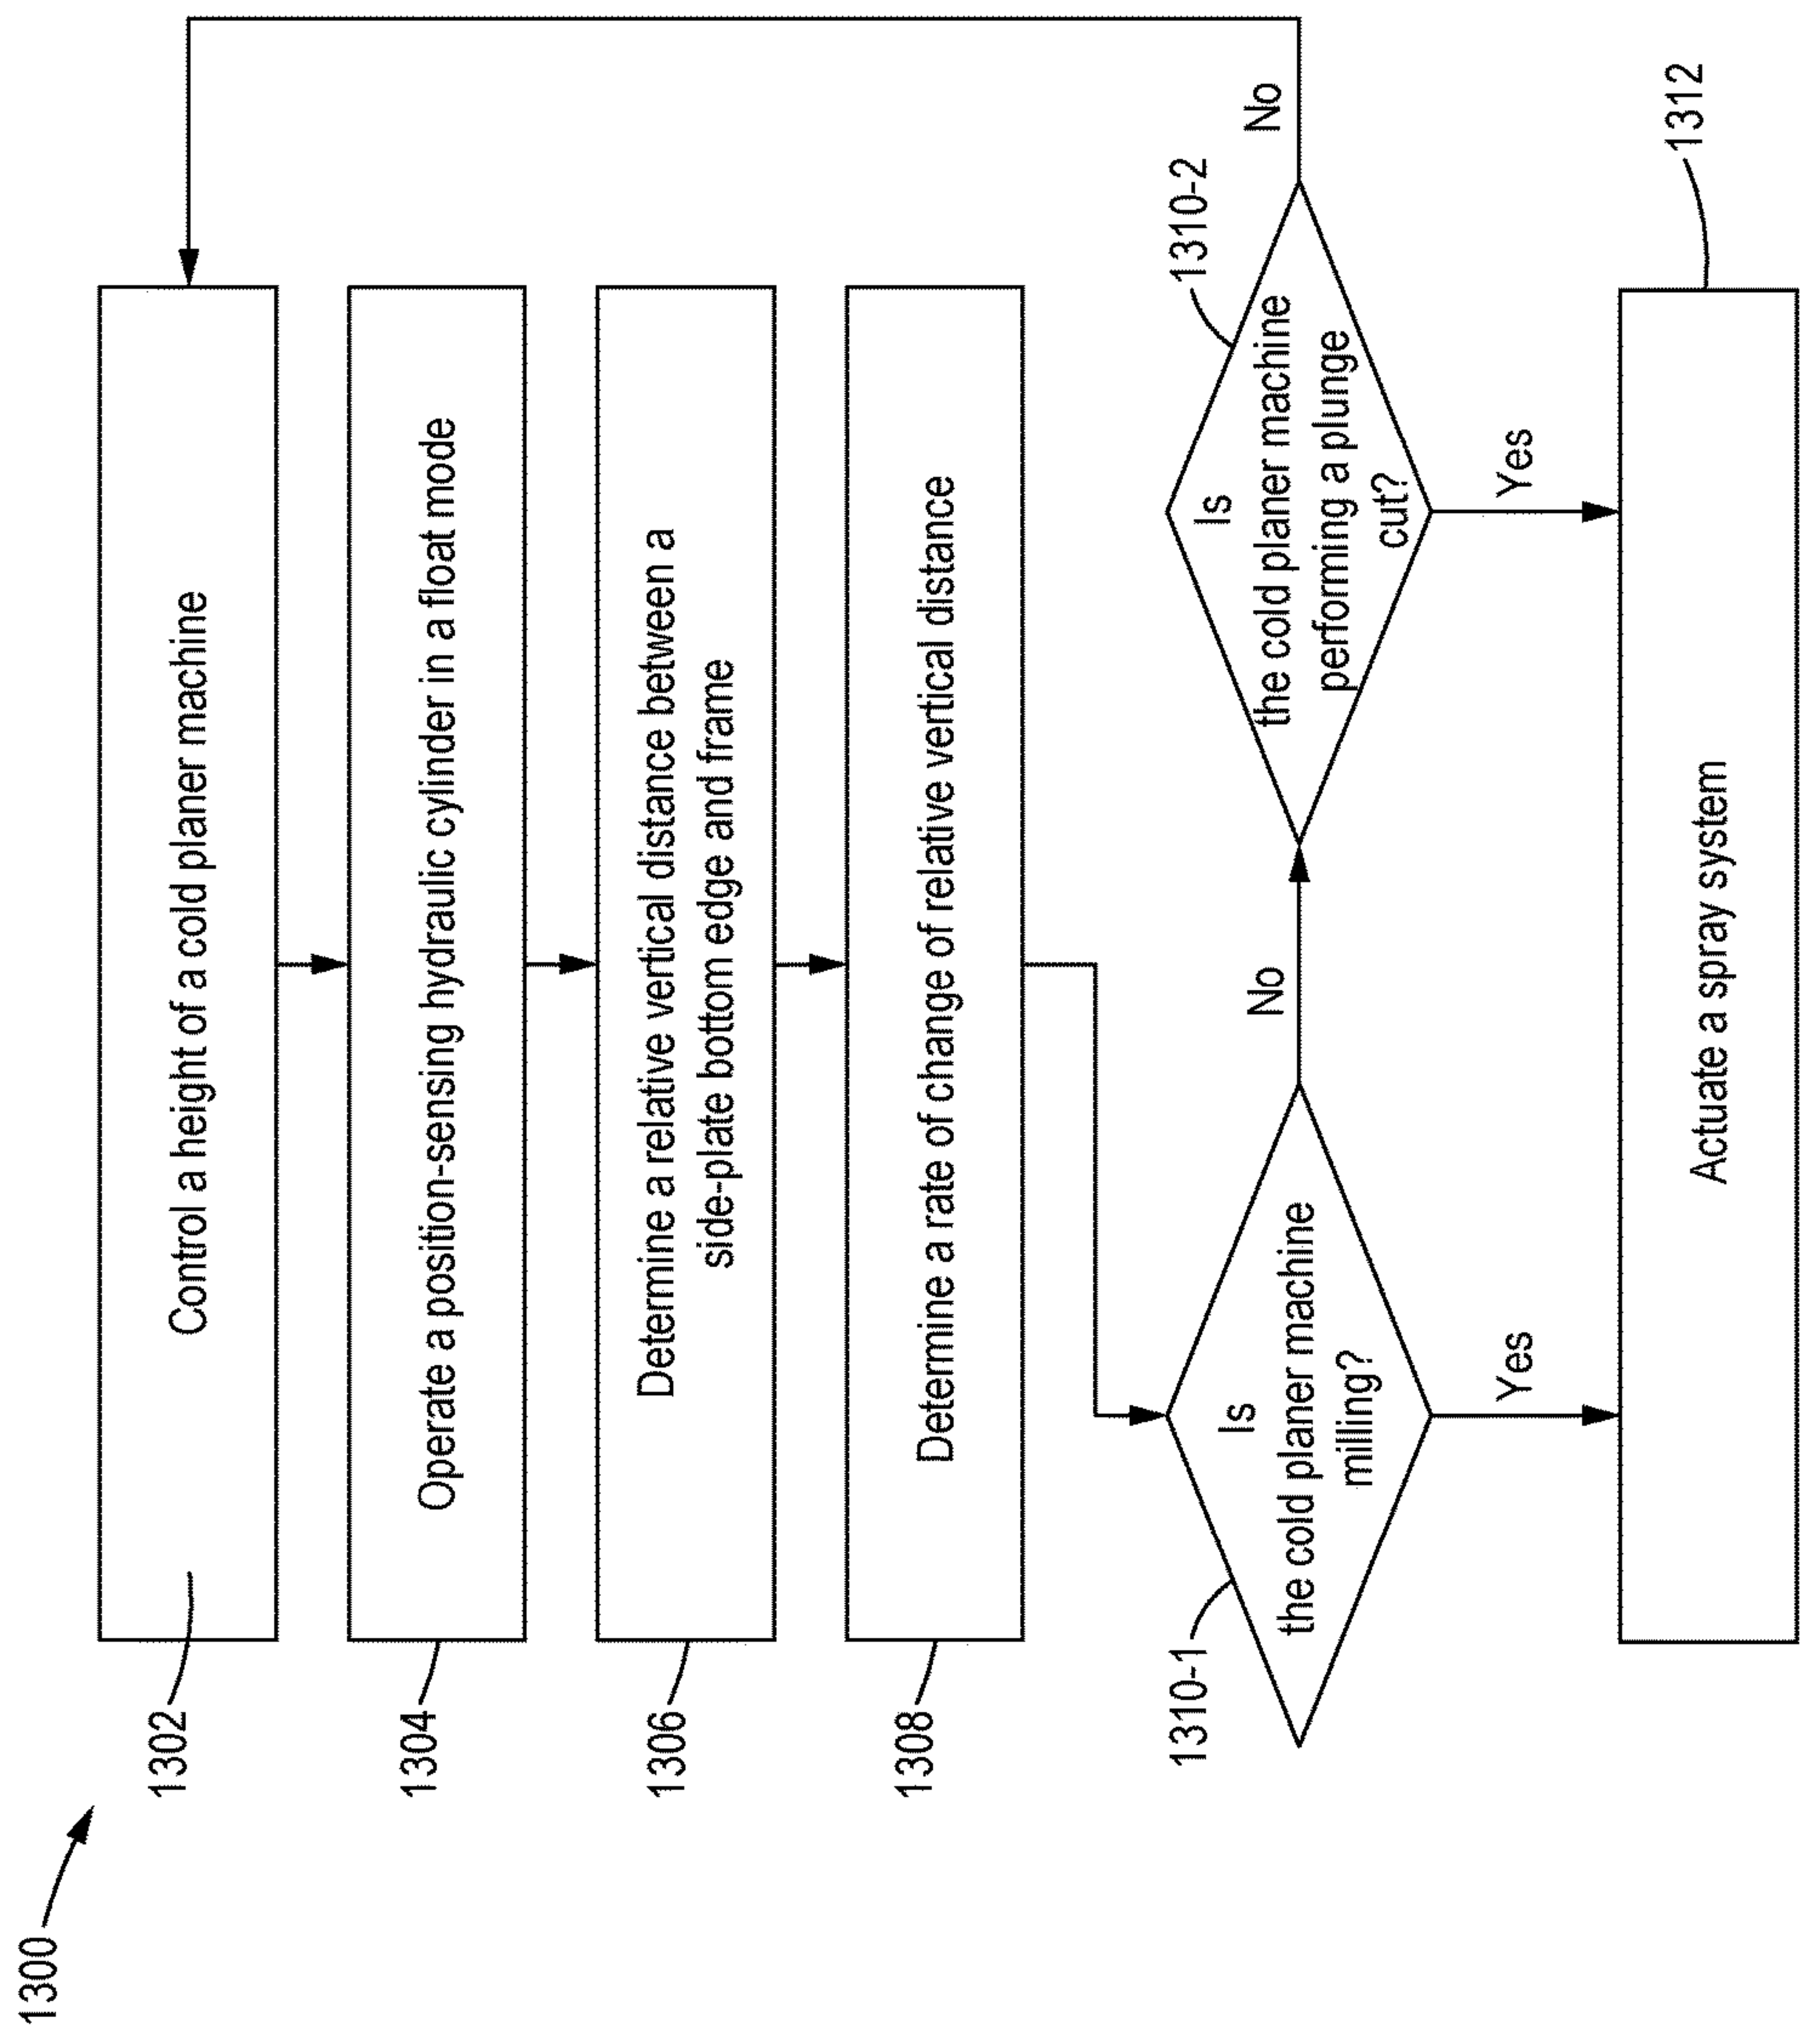 1300
1302
Control a height of a cold planer machine
1304
Operate a position-sensing hydraulic cylinder in a float mode
1306
Determine a relative vertical distance between a
side-plate bottom edge and frame
1308
Determine a rate of change of relative vertical distance
1310-1
Is
the cold planer machine
milling?
No
1310-2
Is
the cold planer machine
performing a plunge
cut?
No
Yes
Yes
Actuate a spray system
1312